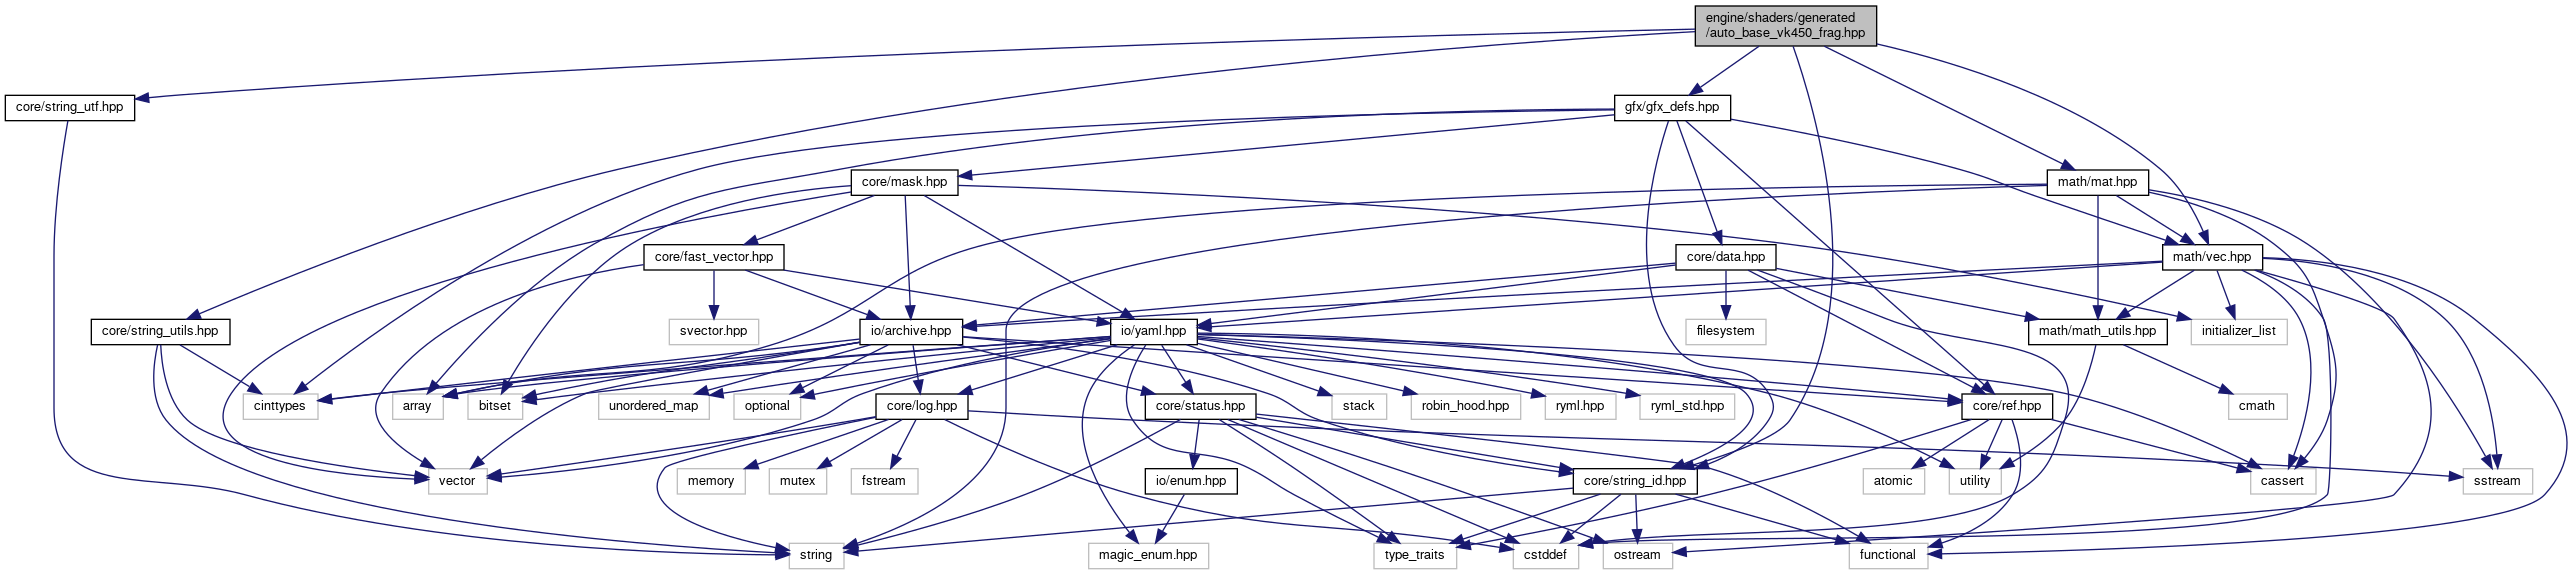 engine/shaders/generated
/auto_base_vk450_frag.hpp
core/string_utf.hpp
gfx/gfx_defs.hpp
core/mask.hpp
math/mat.hpp
core/fast_vector.hpp
core/data.hpp
math/vec.hpp
core/string_utils.hpp
svector.hpp
io/archive.hpp
io/yaml.hpp
filesystem
math/math_utils.hpp
initializer_list
cinttypes
array
bitset
unordered_map
optional
core/log.hpp
core/status.hpp
stack
robin_hood.hpp
ryml.hpp
ryml_std.hpp
core/ref.hpp
cmath
vector
memory
mutex
fstream
io/enum.hpp
core/string_id.hpp
atomic
utility
cassert
sstream
string
magic_enum.hpp
type_traits
cstddef
ostream
functional